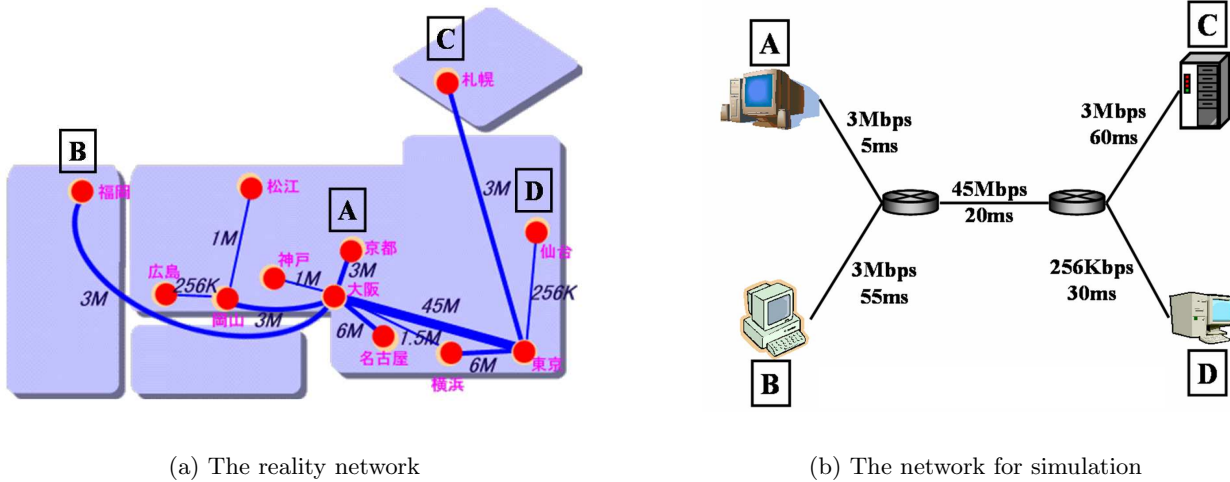 C
札幌
B
福岡
松江
A
D
3M
1M
神戸
京都
仙台
広島
256K
1M
3M
大阪
45M
256K
3M
岡山
3M
6M
1.5M
名古屋
6M
東京
横浜
(a) The reality network
A
C
3Mbps
5ms
3Mbps
60ms
45Mbps
20ms
3Mbps
55ms
256Kbps
30ms
B
D
(b) The network for simulation